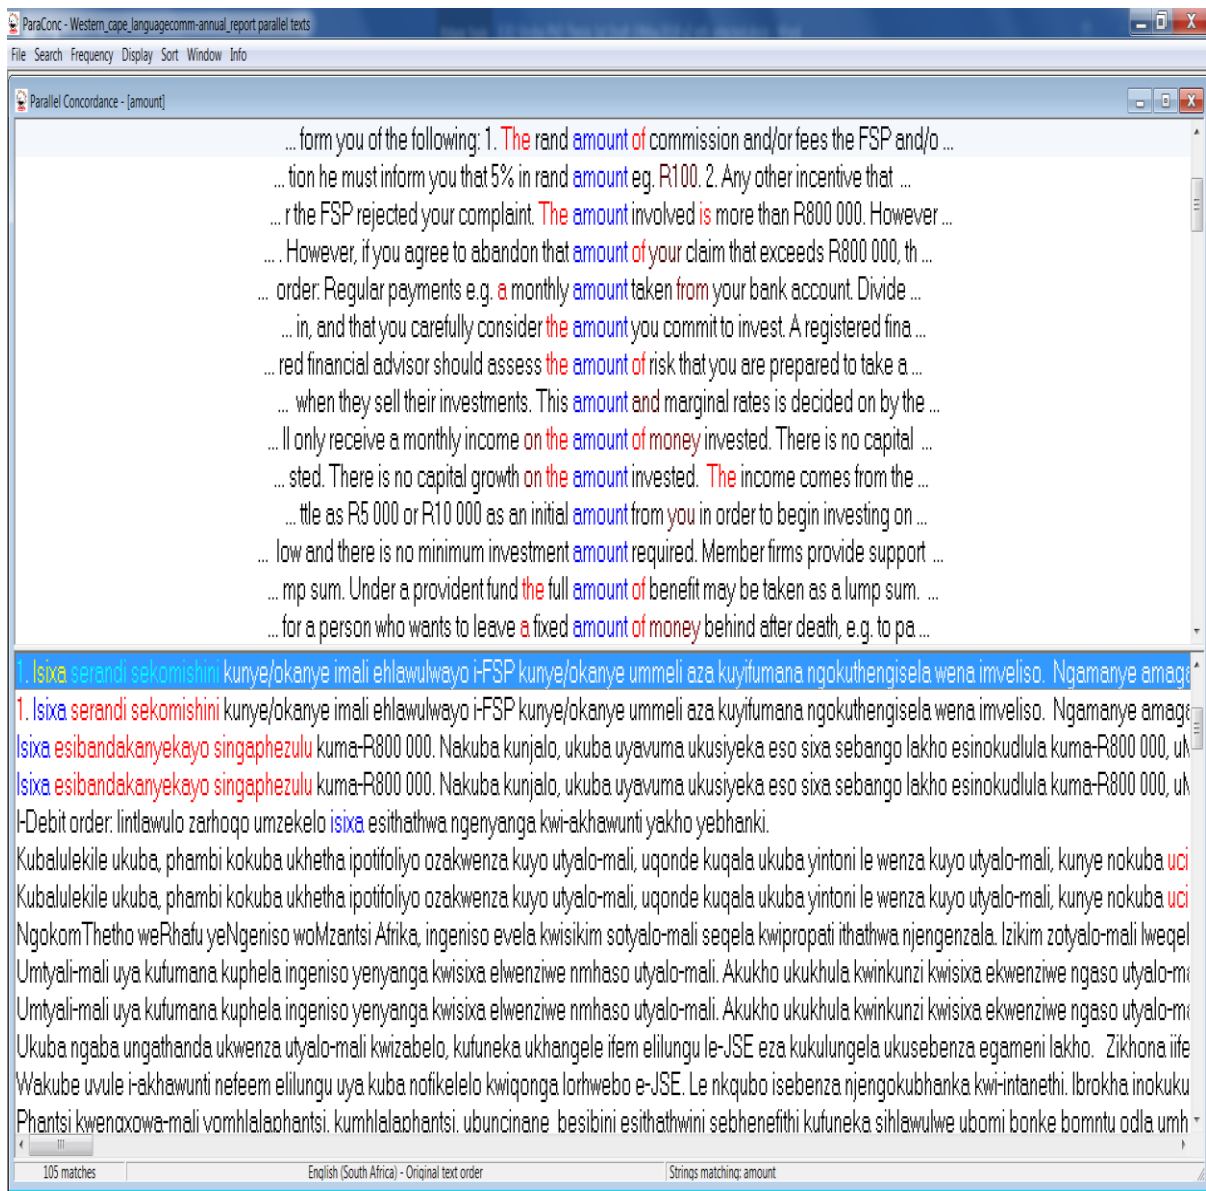 ParaConc - Western_cape_languagecomm-annual_report parallel texts
File Search Frequency Display Sort Window Info
Parallel Concordance - [amount]
... form you of the following: 1. The rand amount of commission and/or fees the FSP and/o ...
... tion he must inform you that 5% in rand amount eg. R100. 2. Any other incentive that ...
... r the FSP rejected your complaint. The amount involved is more than R800 000. However ...
... . However, if you agree to abandon that amount of your claim that exceeds R800 000, th ...
... order: Regular payments e.g. a monthly amount taken from your bank account. Divide ...
... in, and that you carefully consider the amount you commit to invest. A registered fina ...
... red financial advisor should assess the amount of risk that you are prepared to take a ...
... when they sell their investments. This amount and marginal rates is decided on by the ...
... ll only receive a monthly income on the amount of money invested. There is no capital ...
... sted. There is no capital growth on the amount invested. The income comes from the ...
... ttle as R5 000 or R10 000 as an initial amount from you in order to begin investing on ...
... low and there is no minimum investment amount required. Member firms provide support ...
... mp sum. Under a provident fund the full amount of benefit may be taken as a lump sum. ...
... for a person who wants to leave a fixed amount of money behind after death, e.g. to pa ...
1. Isixa serandi sekomishini kunye/okanye imali ehlawulwayo i-FSP kunye/okanye ummeli aza kuyifumana ngokuthengisela wena imveliso. Ngamanye amaga
1. Isixa serandi sekomishini kunye/okanye imali ehlawulwayo i-FSP kunye/okanye ummeli aza kuyifumana ngokuthengisela wena imveliso. Ngamanye amaga
Isixa esibandakanyekayo singaphezulu kuma-R800 000. Nakuba kunjalo, ukuba uyavuma ukusiyeka eso sixa sebango lakho esinokudlula kuma-R800 000,
Isixa esibandakanyekayo singaphezulu kuma-R800 000. Nakuba kunjalo, ukuba uyavuma ukusiyeka eso sixa sebango lakho esinokudlula kuma-R800 000,
I-Debit order: Iintlawulo zarhoqo umzekelo isixa esithathwa ngenyanga kwi-akhawunti yakho yebhanki.
Kubalulekile ukuba, phambi kokuba ukhetha ipotifoliyo ozakwenza kuyo utyalo-mali, uqonde kuqala ukuba yintoni le wenza kuyo utyalo-mali, kunye nokuba uci
Kubalulekile ukuba, phambi kokuba ukhetha ipotifoliyo ozakwenza kuyo utyalo-mali, uqonde kuqala ukuba yintoni le wenza kuyo utyalo-mali, kunye nokuba uci
NgokomThetho weRhafu yeNgeniso woMzantsi Afrika, ingeniso evela kwisikim sotyalo-mali seqela kwipropati ithathwa njengenzala. Izikim zotyalo-mali lweqel
Umtyali-mali uya kufumana kuphela ingeniso yenyanga kwisixa elwenziwe nmhaso utyalo-mali. Akukho ukukhula kwinkunzi kwisixa ekwenziwe ngaso utyalo-ma
Umtyali-mali uya kufumana kuphela ingeniso yenyanga kwisixa elwenziwe nmhaso utyalo-mali. Akukho ukukhula kwinkunzi kwisixa ekwenziwe ngaso utyalo-ma
Ukuba ngaba ungathanda ukwenza utyalo-mali kwizabelo, kufuneka ukhangele ifem elilungu le-JSE eza kukulungela ukusebenza egameni lakho. Zikhona iife
Wakube uvule i-akhawunti nefeem elilungu uya kuba nofikelelo kwiqonga lorhwebo e-JSE. Le nkqubo isebenza njengokubhanka kwi-intanethi. Ibrokha inokuku
Phantsi kwengxowa-mali yomhlalaphantsi, kumhlalaphantsi, ubuncinane besibini esithathwini sebhenefithi kufuneka sihlawulwe ubomi bonke bomntu odla umh
105 matches English (South Africa) - Original text order Strings matching: amount